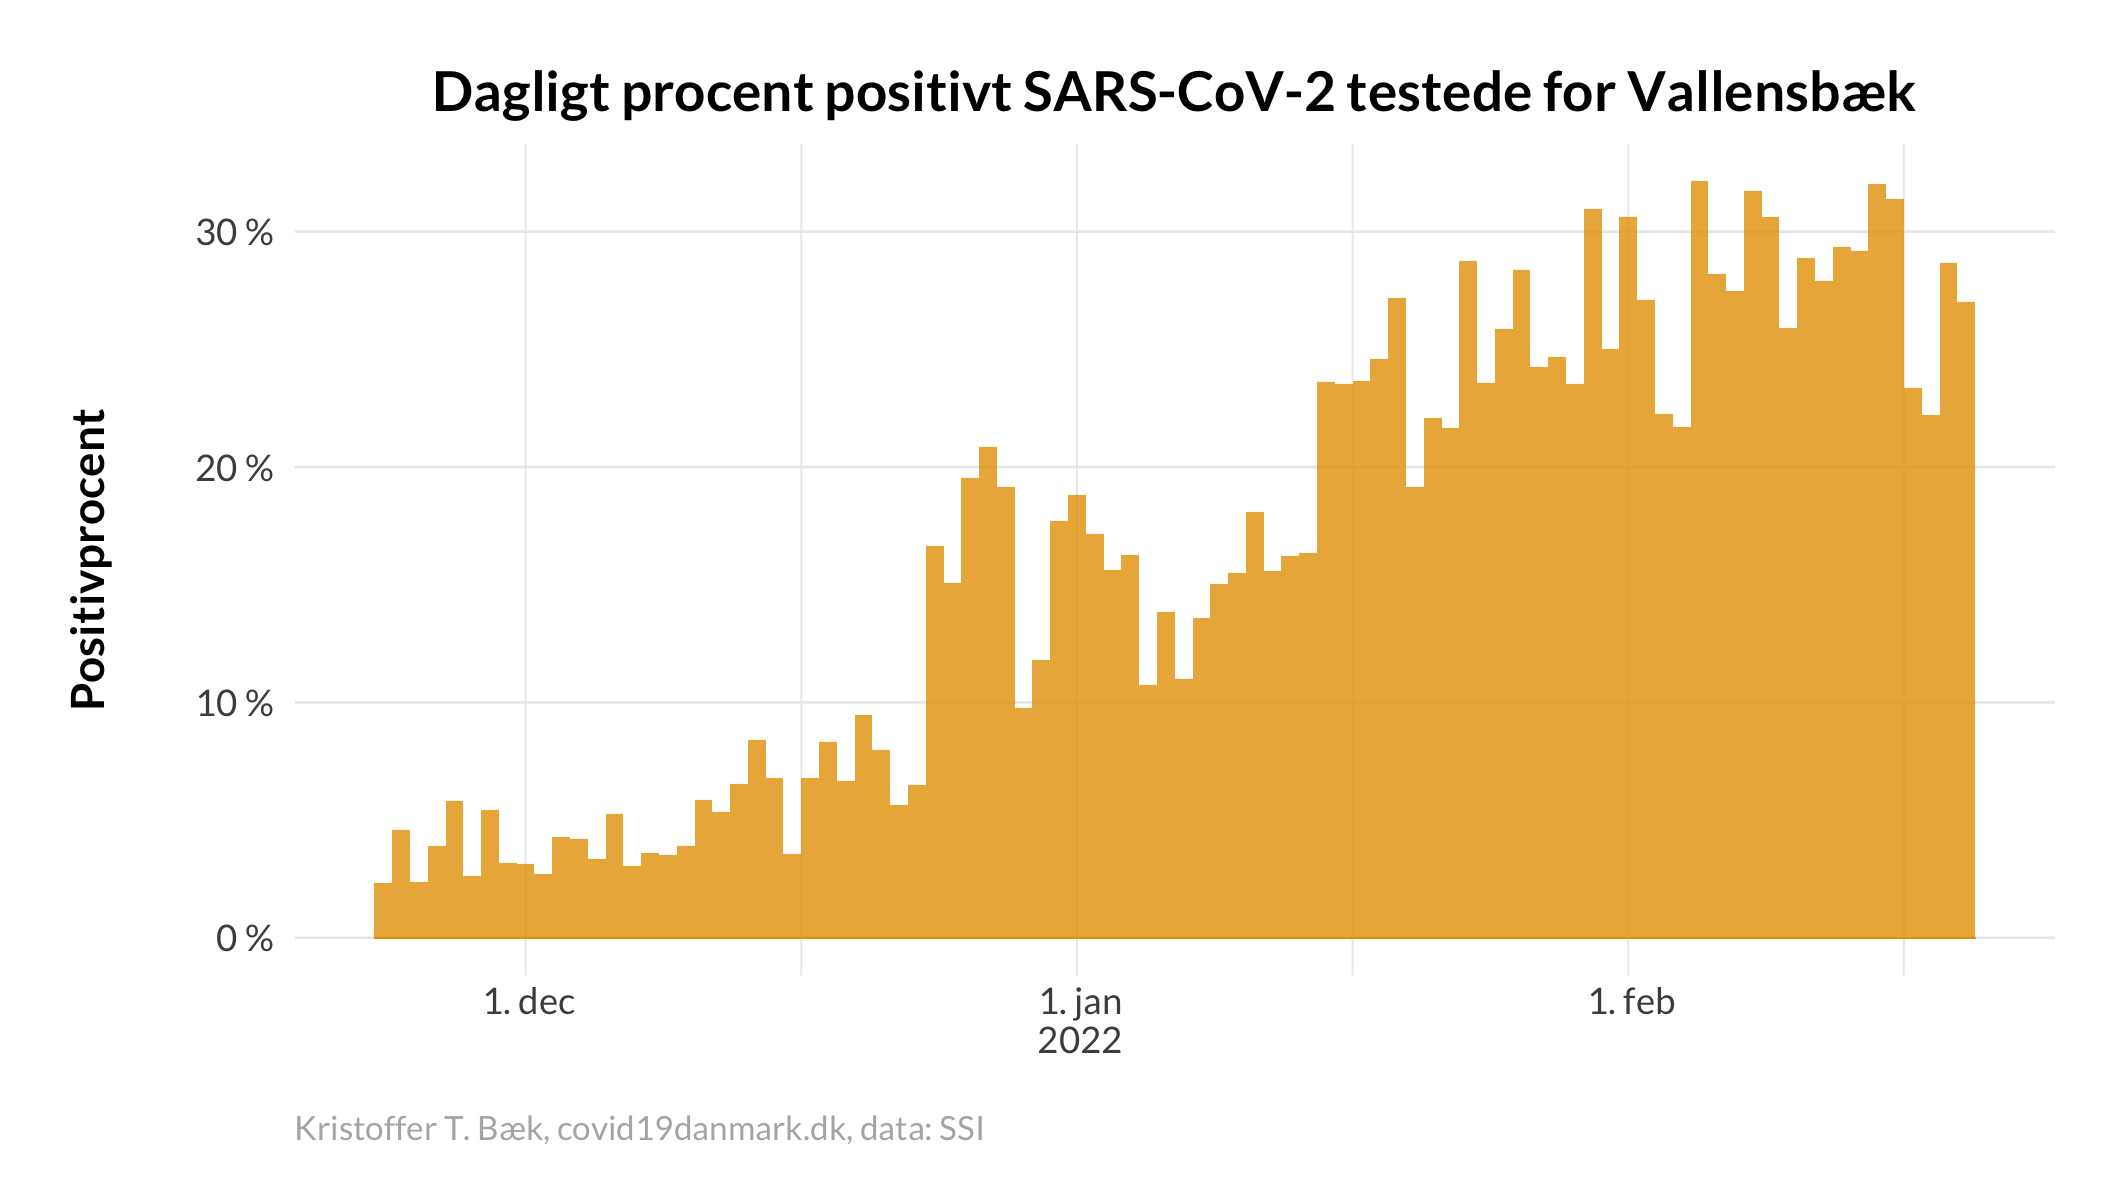 Dagligt procent positivt SARS-CoV-2 testede for Vallensbæk
Positivprocent
30 %
20 %
10 %
0 %
1. dec
1. jan
2022
1. feb
Kristoffer T. Bæk, covid19danmark.dk, data: SSI